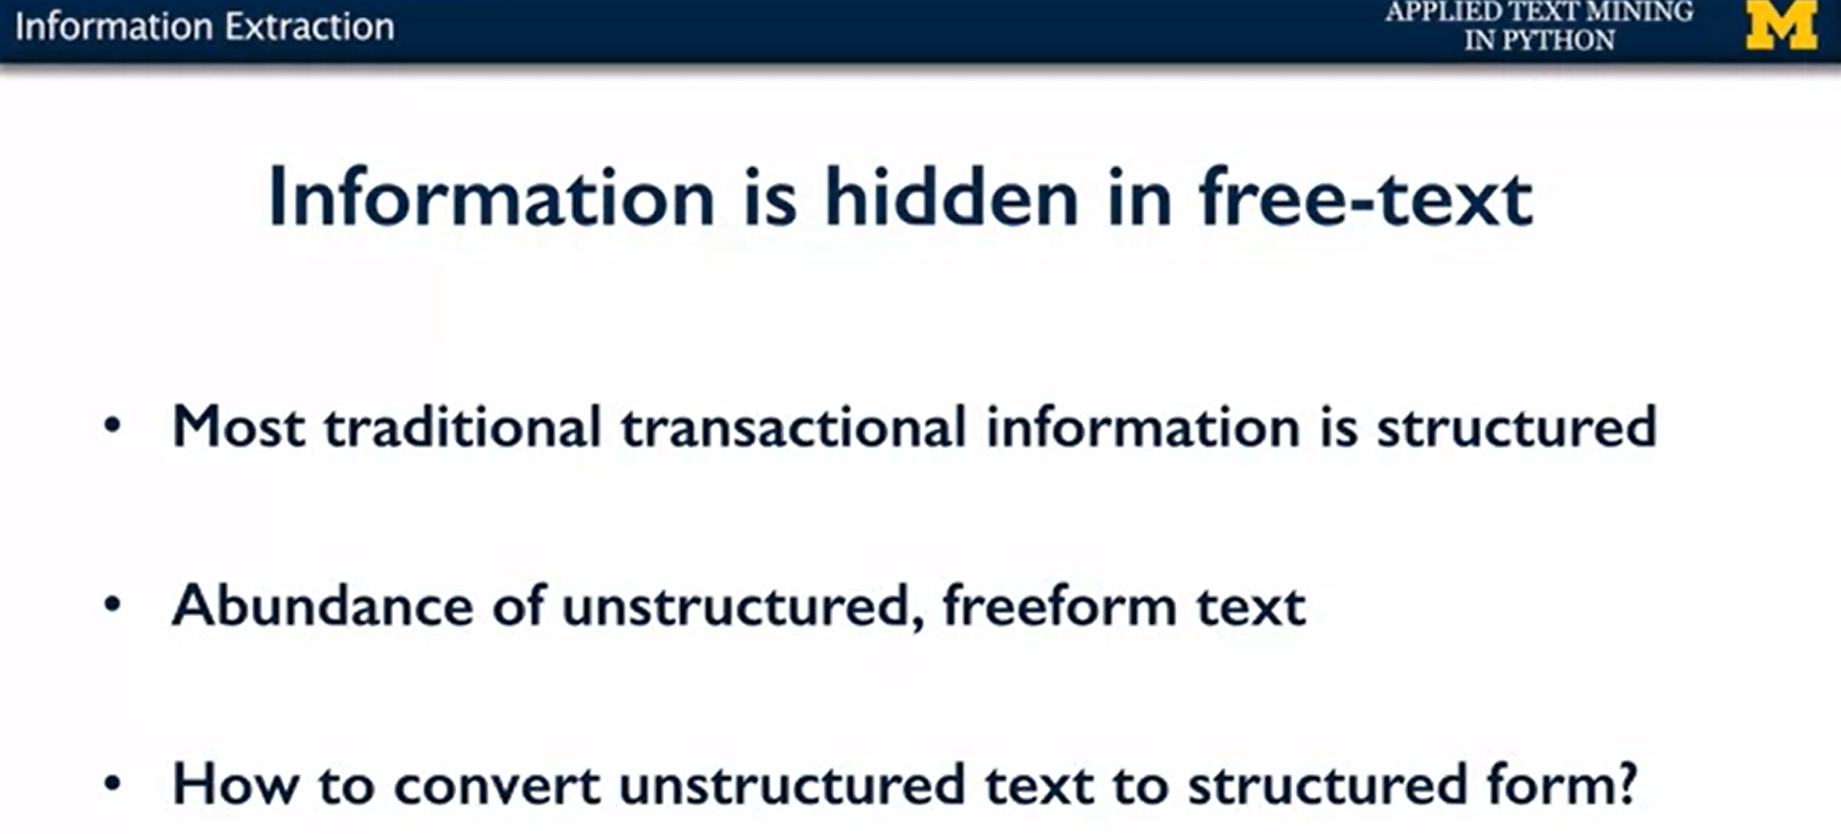 Information Extraction
APPLIED TEXT MINING
IN PYTHON
M
Information is hidden in free-text
• Most traditional transactional information is structured
• Abundance of unstructured, freeform text
• How to convert unstructured text to structured form?